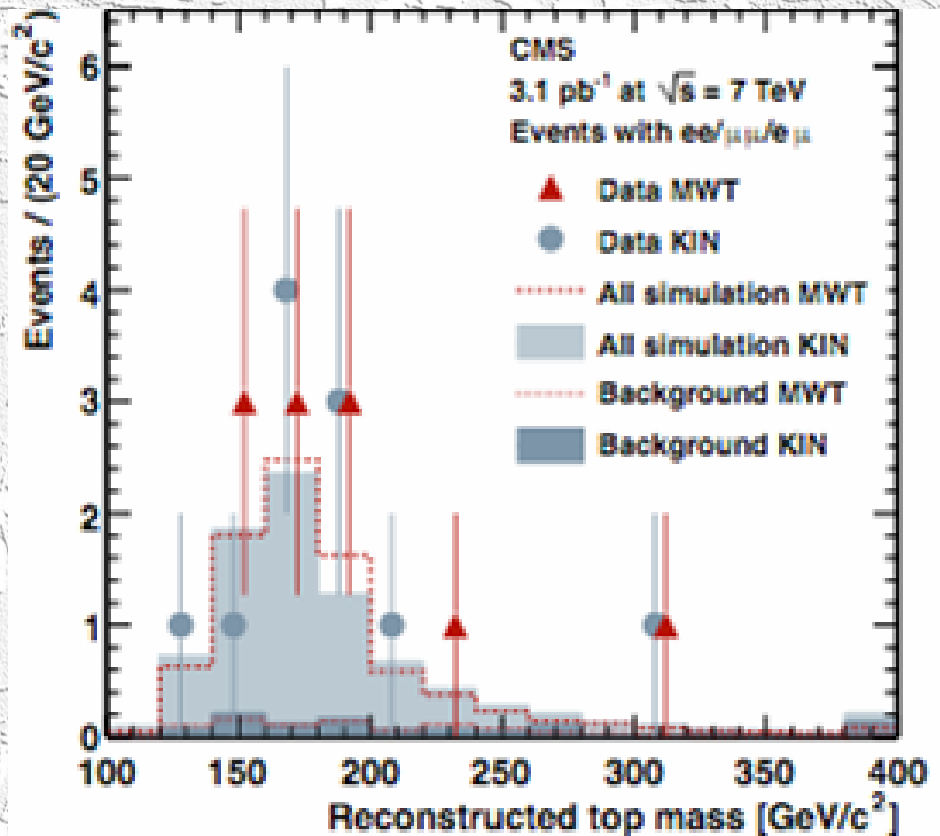 Events / (20 GeV/c²)
6
5
4
3
2
1
0
CMS
3.1 pb⁻¹ at √s = 7 TeV
Events with ee/μμ/eμ
Data MWT
Data KIN
All simulation MWT
All simulation KIN
Background MWT
Background KIN
100 150 200 250 300 350 400
Reconstructed top mass [GeV/c²]